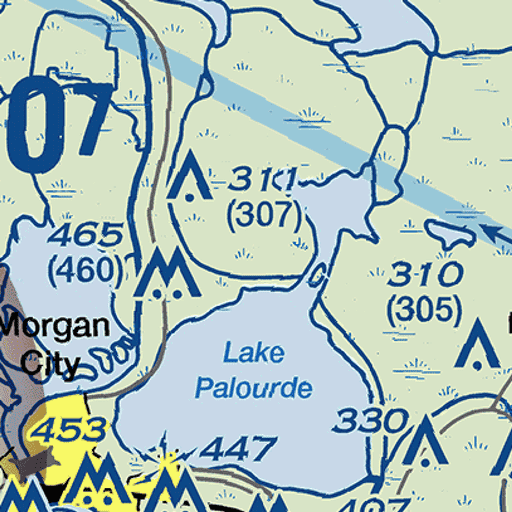 07
311
(307)
465
(460)
310
(305)
Morgan
City
Lake
Palourde
330
453
447